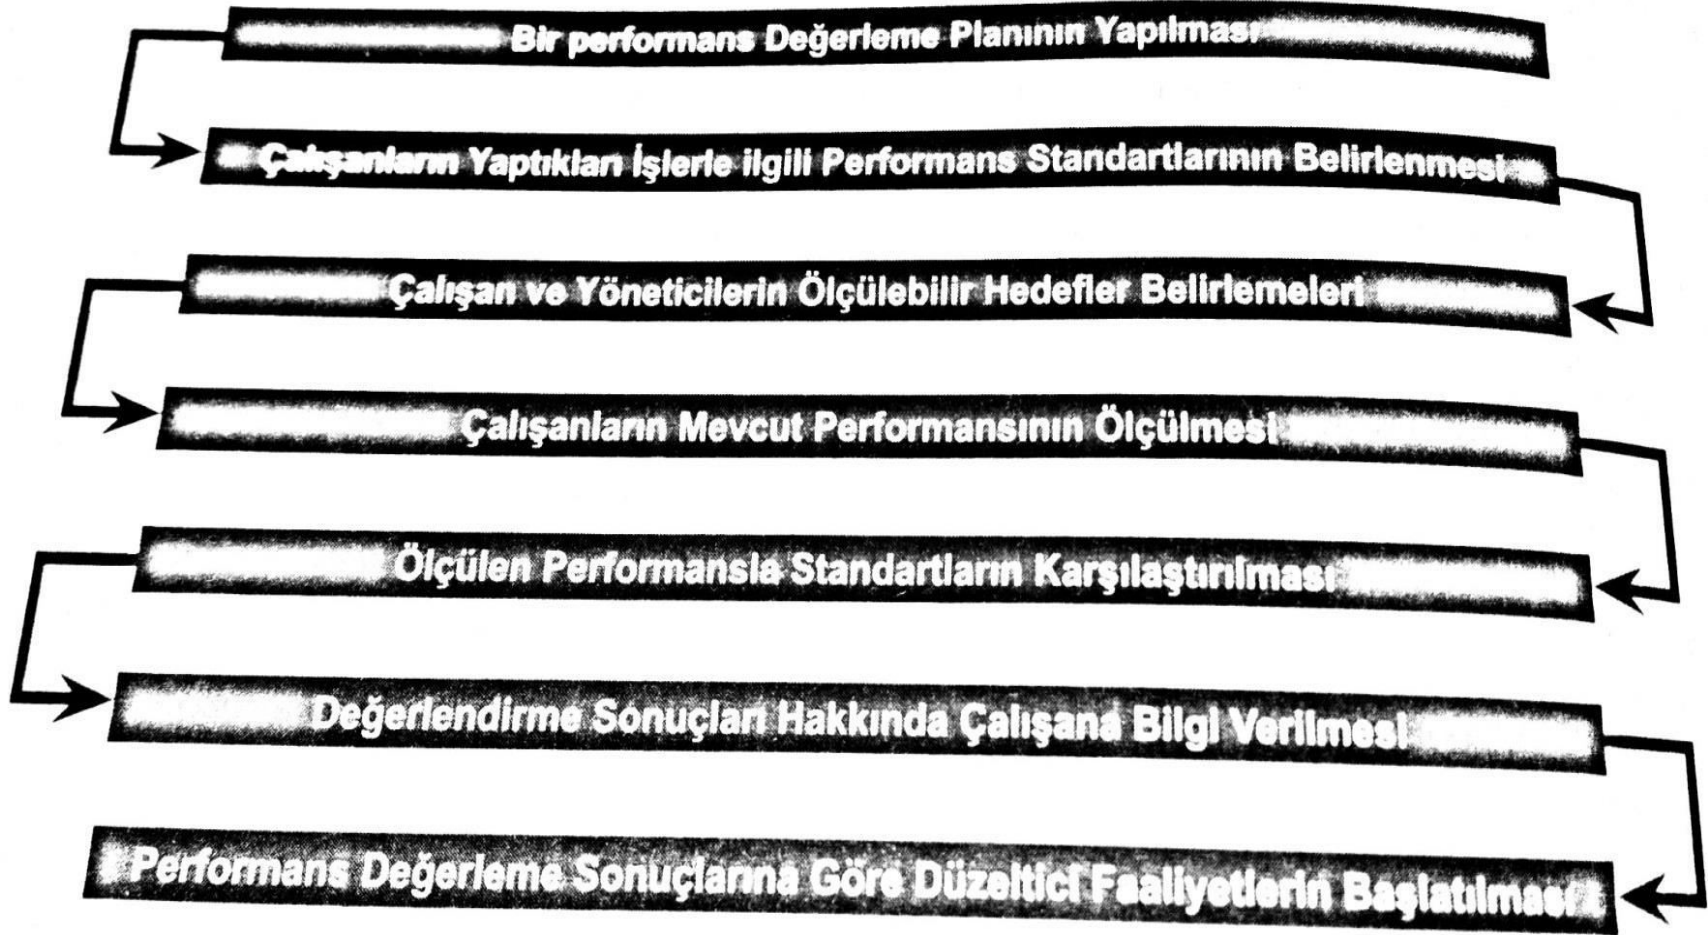 Bir performans Değerleme Planının Yapılması
Çalışanların Yaptıkları İşlerle ilgili Performans Standartlarının Belirlenmesi
Çalışan ve Yöneticilerin Ölçülebilir Hedefler Belirlemeleri
Çalışanların Mevcut Performansının Ölçülmesi
Ölçülen Performansla Standartların Karşılaştırılması
Değerlendirme Sonuçları Hakkında Çalışana Bilgi Verilmesi
Performans Değerleme Sonuçlarına Göre Düzeltici Faaliyetlerin Başlatılması